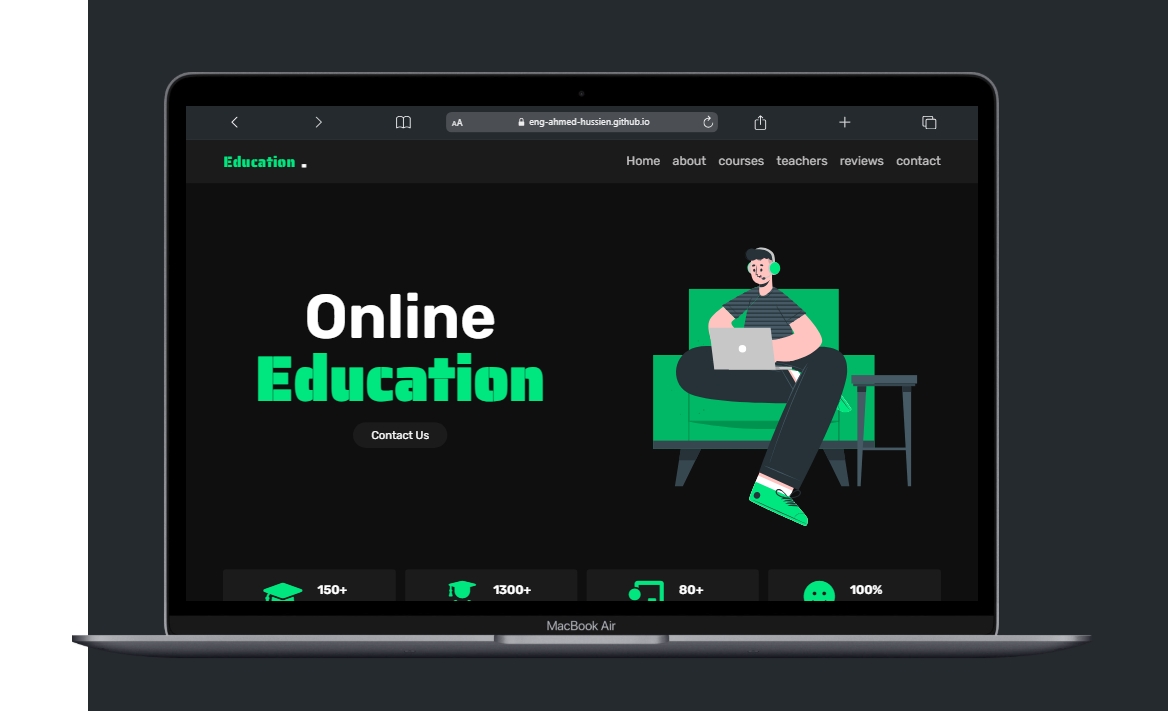 AA eng-ahmed-hussien.github.io
Education .
Home about courses teachers reviews contact
Online
Education
Contact Us
150+ 1300+ 80+ 100%
MacBook Air